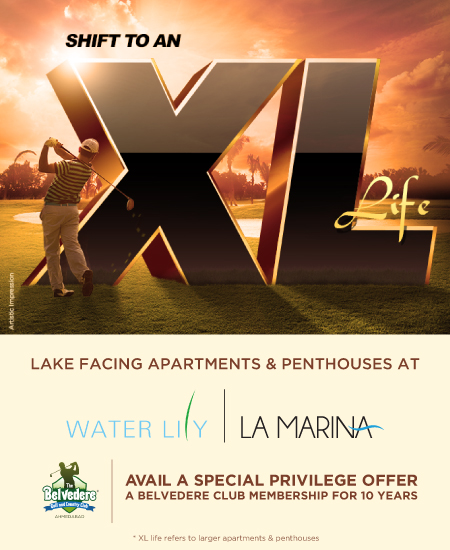 SHIFT TO AN
XL
Life
Artistic Impression
LAKE FACING APARTMENTS & PENTHOUSES AT
WATER LILY
LA MARINA
The
Belvedere
Golf and Country Club
AHMEDABAD
AVAIL A SPECIAL PRIVILEGE OFFER
A BELVEDERE CLUB MEMBERSHIP FOR 10 YEARS
* XL life refers to larger apartments & penthouses